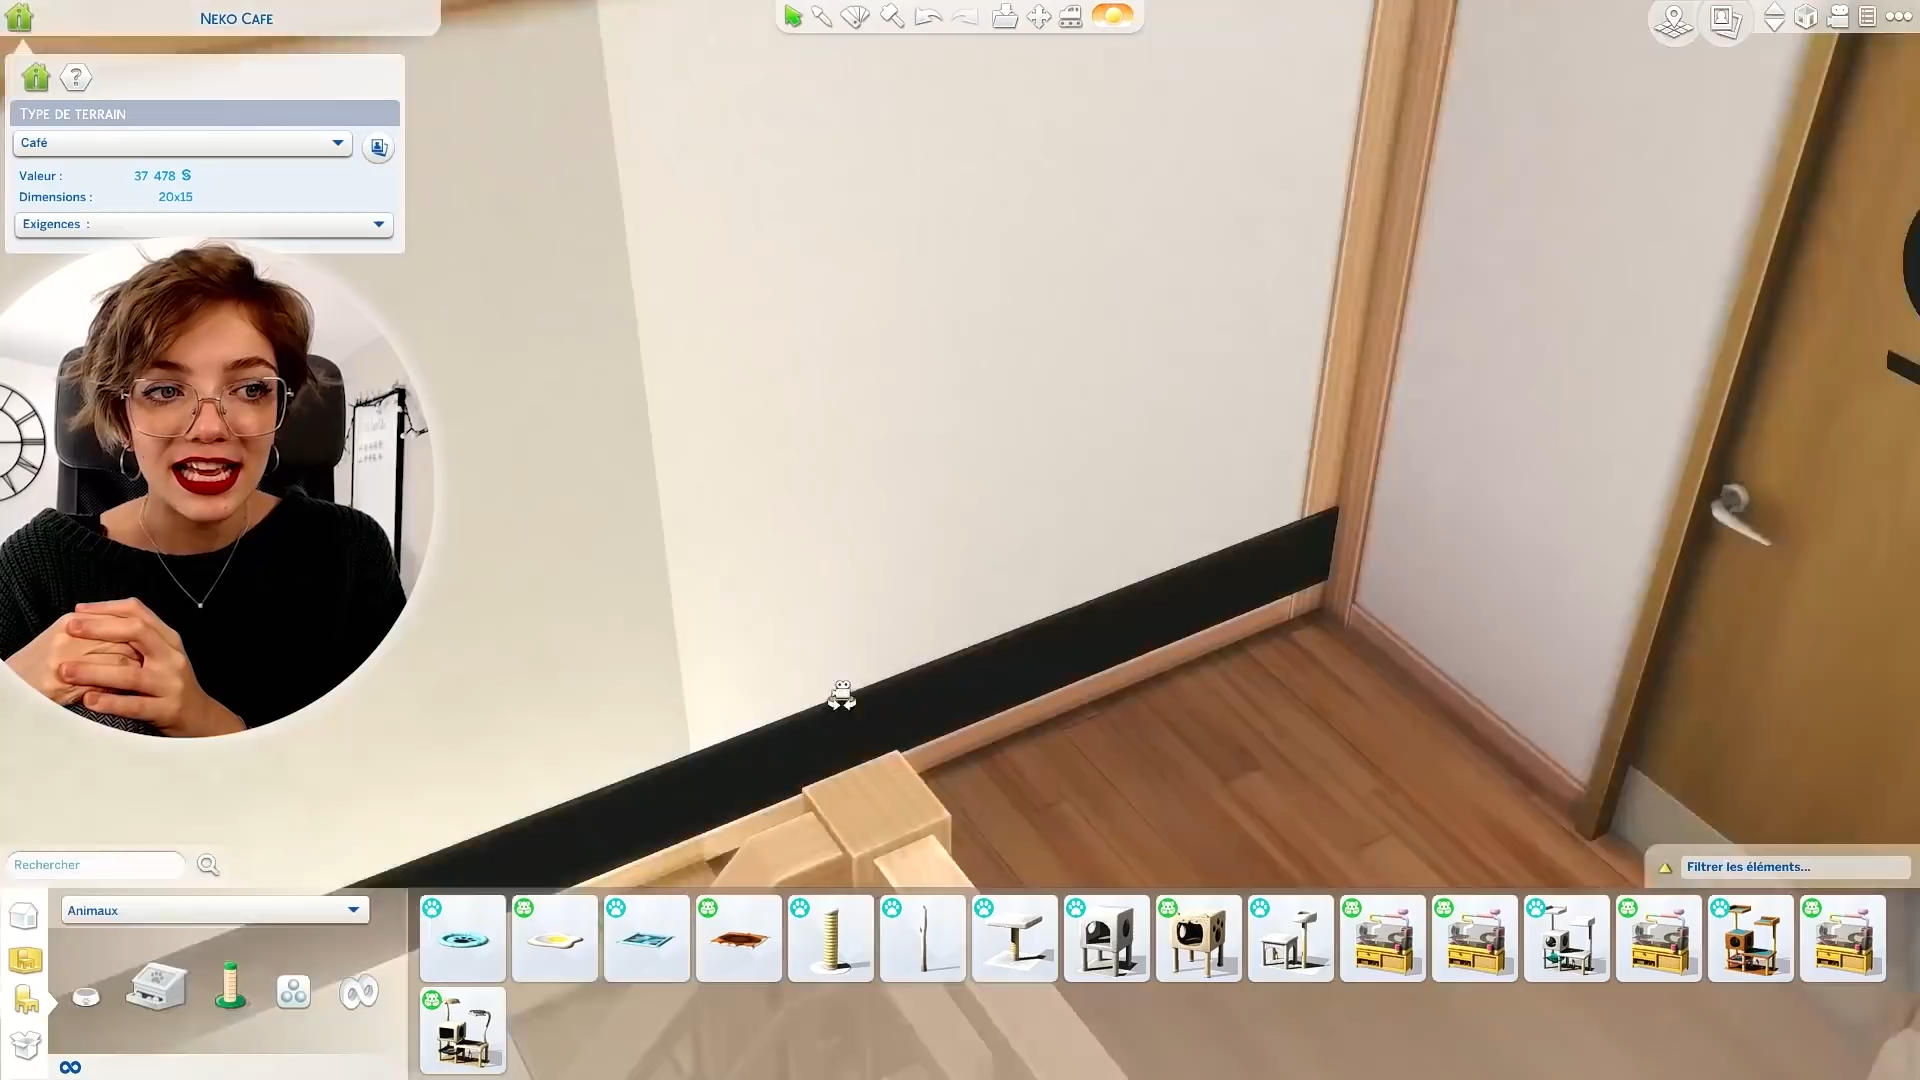 NEKO CAFE
TYPE DE TERRAIN
Café
Valeur : 37 478 §
Dimensions : 20x15
Exigences :
Rechercher
Filtrer les éléments...
Animaux